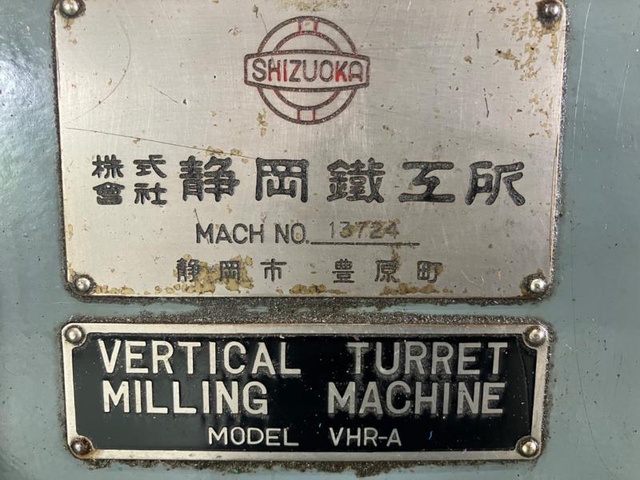 SHIZUOKA
株式會社 静岡鐵工所
MACH NO. 13724
静岡市 豊原町
VERTICAL TURRET
MILLING MACHINE
MODEL VHR-A